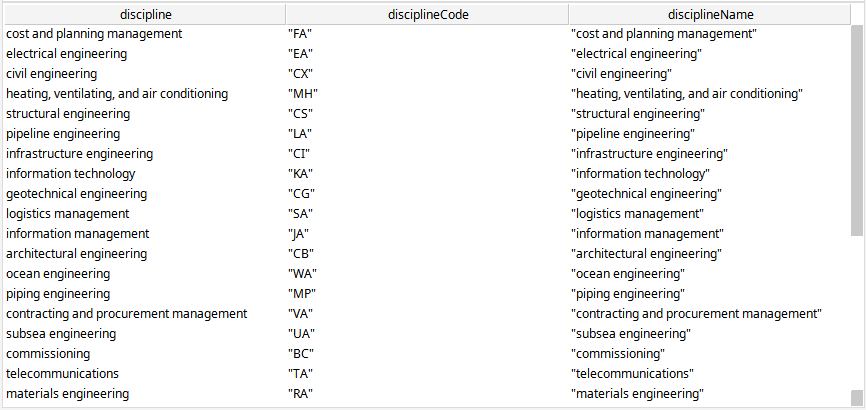 discipline disciplineCode disciplineName
cost and planning management "FA" "cost and planning management"
electrical engineering "EA" "electrical engineering"
civil engineering "CX" "civil engineering"
heating, ventilating, and air conditioning "MH" "heating, ventilating, and air conditioning"
structural engineering "CS" "structural engineering"
pipeline engineering "LA" "pipeline engineering"
infrastructure engineering "CI" "infrastructure engineering"
information technology "KA" "information technology"
geotechnical engineering "CG" "geotechnical engineering"
logistics management "SA" "logistics management"
information management "JA" "information management"
architectural engineering "CB" "architectural engineering"
ocean engineering "WA" "ocean engineering"
piping engineering "MP" "piping engineering"
contracting and procurement management "VA" "contracting and procurement management"
subsea engineering "UA" "subsea engineering"
commissioning "BC" "commissioning"
telecommunications "TA" "telecommunications"
materials engineering "RA" "materials engineering"